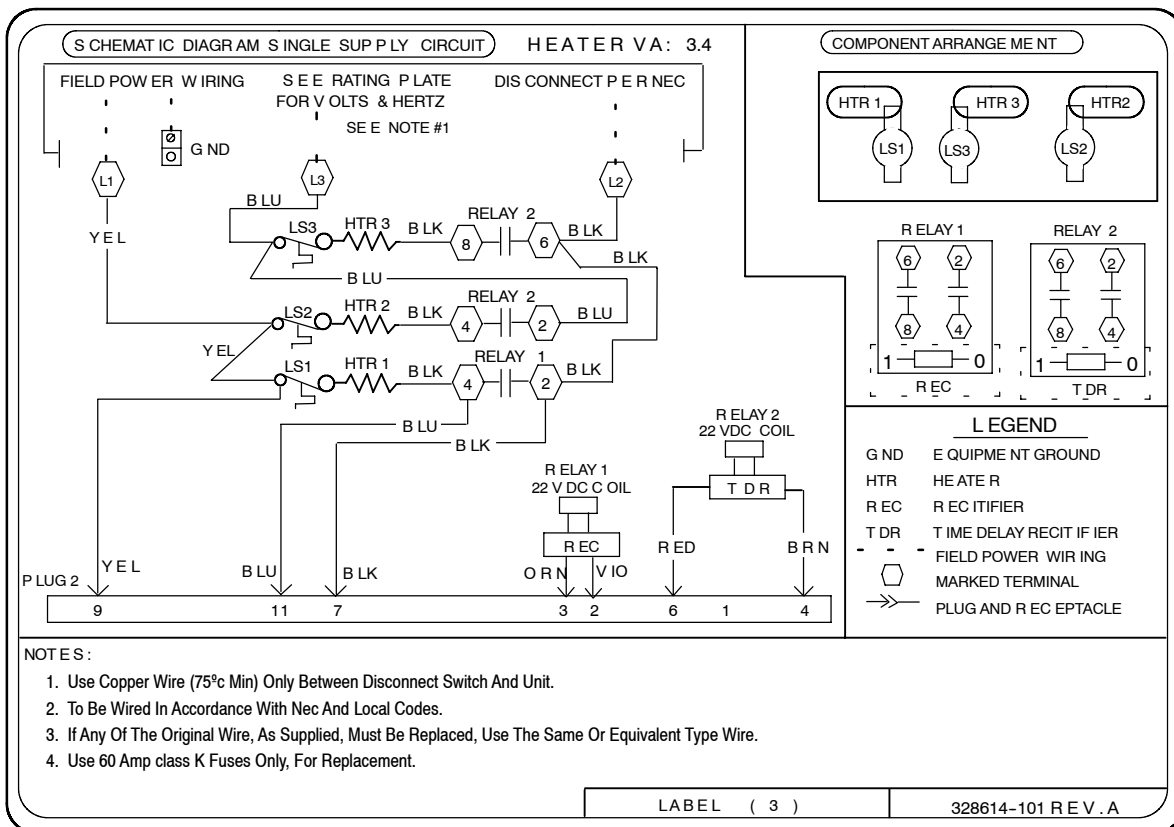 SCHEMATIC DIAGRAM SINGLE SUPPLY CIRCUIT
HEATER VA: 3.4
FIELD POWER WIRING
SEE RATING PLATE
FOR VOLTS & HERTZ
SEE NOTE #1
DISCONNECT PER NEC
GND
L1
L3
L2
BLU
YEL
LS3
HTR 3
BLK
8
RELAY 2
6
BLK
BLK
BLU
LS2
HTR 2
BLK
4
RELAY 2
2
BLU
YEL
LS1
HTR 1
BLK
4
RELAY 1
2
BLK
BLU
BLK
RELAY 1
22 VDC COIL
REC
RELAY 2
22 VDC COIL
TDR
PLUG 2
YEL
BLU
BLK
ORN
VIO
RED
BRN
9
11
7
3
2
6
1
4
COMPONENT ARRANGEMENT
HTR 1
HTR 3
HTR2
LS1
LS3
LS2
RELAY 1
6
2
8
4
1
0
REC
RELAY 2
6
2
8
4
1
0
TDR
LEGEND
GND EQUIPMENT GROUND
HTR HEATER
REC RECITIFIER
TDR TIME DELAY RECITIFIER
FIELD POWER WIRING
MARKED TERMINAL
PLUG AND RECEPTACLE
NOTES:
1. Use Copper Wire (75ºc Min) Only Between Disconnect Switch And Unit.
2. To Be Wired In Accordance With Nec And Local Codes.
3. If Any Of The Original Wire, As Supplied, Must Be Replaced, Use The Same Or Equivalent Type Wire.
4. Use 60 Amp class K Fuses Only, For Replacement.
LABEL (3)
328614-101 REV. A